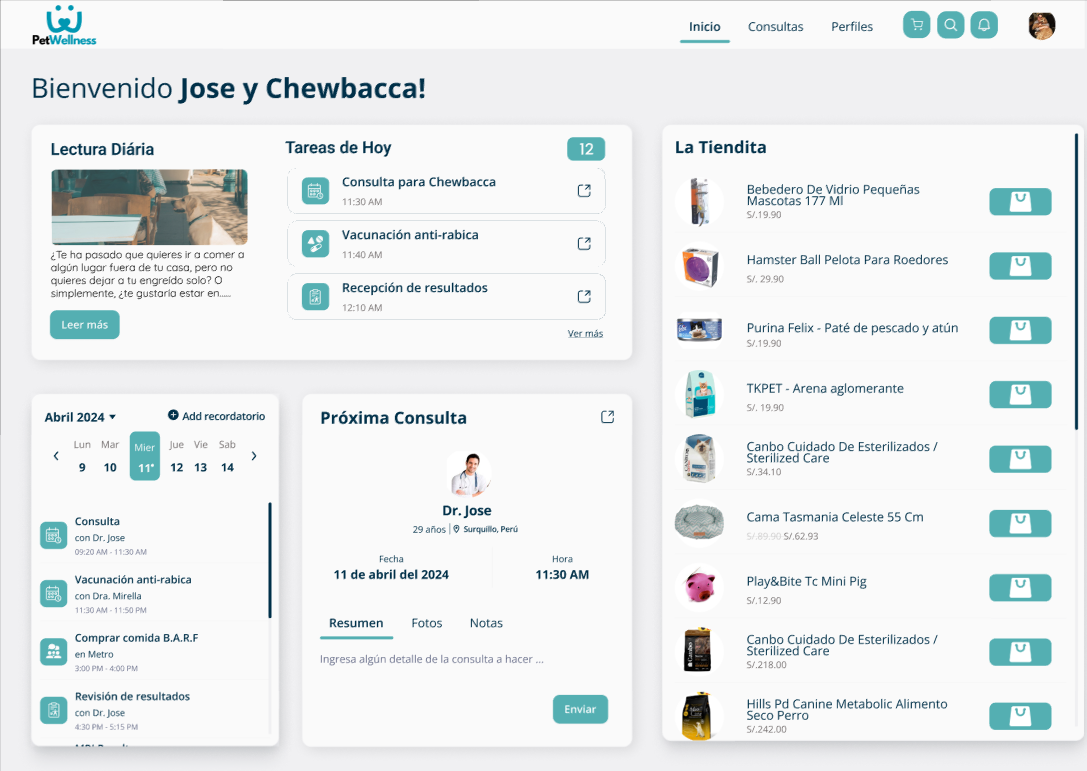 PetWellness
Inicio
Consultas
Perfiles
Bienvenido Jose y Chewbacca!
Lectura Diária
¿Te ha pasado que quieres ir a comer a
algún lugar fuera de tu casa, pero no
quieres dejar a tu engreído solo? O
simplemente, ¿te gustaría estar en......
Leer más
Tareas de Hoy
12
Consulta para Chewbacca
11:30 AM
Vacunación anti-rabica
11:40 AM
Recepción de resultados
12:10 AM
Ver más
Abril 2024
Add recordatorio
Lun Mar Mier Jue Vie Sab
9 10 11° 12 13 14
Consulta
con Dr. Jose
09:20 AM - 11:30 AM
Vacunación anti-rabica
con Dra. Mirella
11:30 AM - 11:50 PM
Comprar comida B.A.R.F
en Metro
3:00 PM - 4:00 PM
Revisión de resultados
con Dr. Jose
4:30 PM - 5:15 PM
Próxima Consulta
Dr. Jose
29 años
Surquillo, Perú
Fecha
11 de abril del 2024
Hora
11:30 AM
Resumen
Fotos
Notas
Ingresa algún detalle de la consulta a hacer ...
Enviar
La Tiendita
Bebedero De Vidrio Pequeñas
Mascotas 177 Ml
S/.19.90
Hamster Ball Pelota Para Roedores
S/. 29.90
Purina Felix - Paté de pescado y atún
S/.19.90
TKPET - Arena aglomerante
S/. 19.90
Canbo Cuidado De Esterilizados /
Sterilized Care
S/.34.10
Cama Tasmania Celeste 55 Cm
S/.89.90 S/.62.93
Play&Bite Tc Mini Pig
S/.12.90
Canbo Cuidado De Esterilizados /
Sterilized Care
S/.218.00
Hills Pd Canine Metabolic Alimento
Seco Perro
S/.242.00